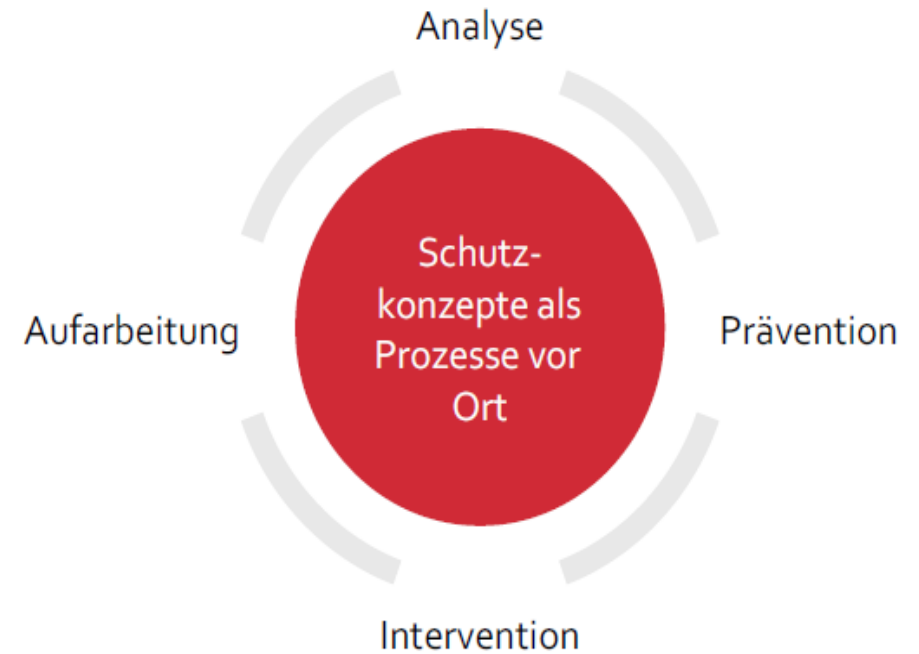 Analyse
Schutz-
konzepte als
Prozesse vor
Ort
Aufarbeitung
Prävention
Intervention